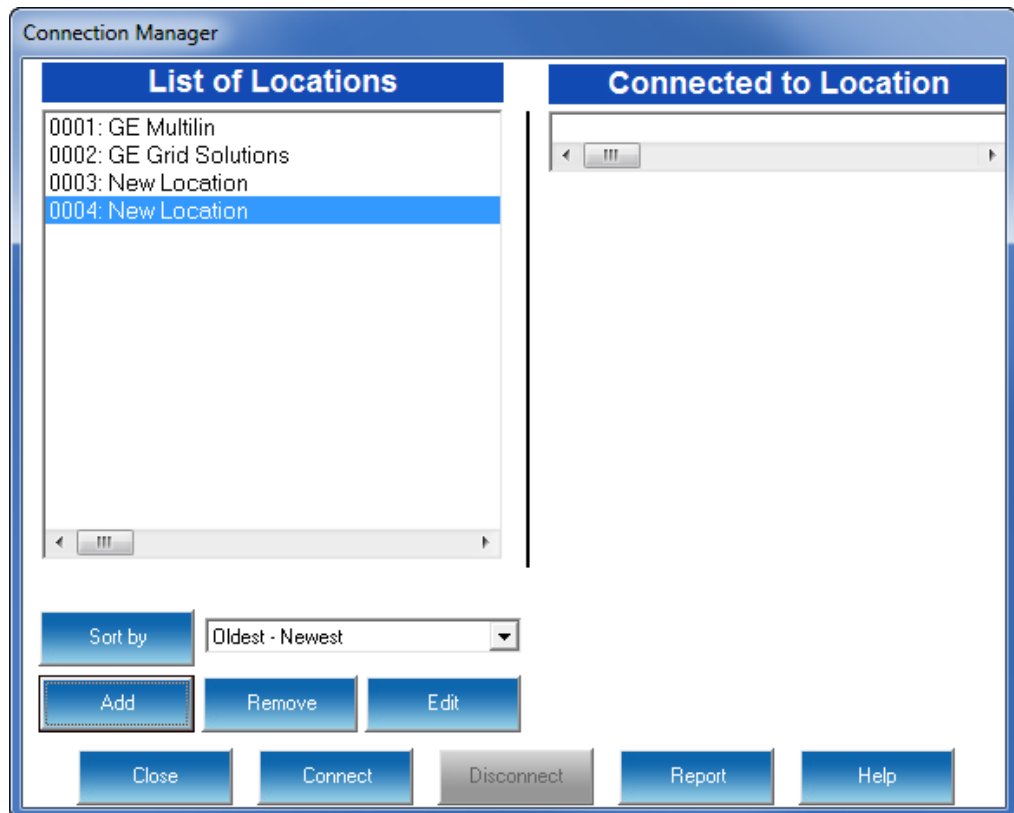 Connection Manager
List of Locations
Connected to Location
0001: GE Multilin
0002: GE Grid Solutions
0003: New Location
0004: New Location
Sort by
Oldest - Newest
Add
Remove
Edit
Close
Connect
Disconnect
Report
Help